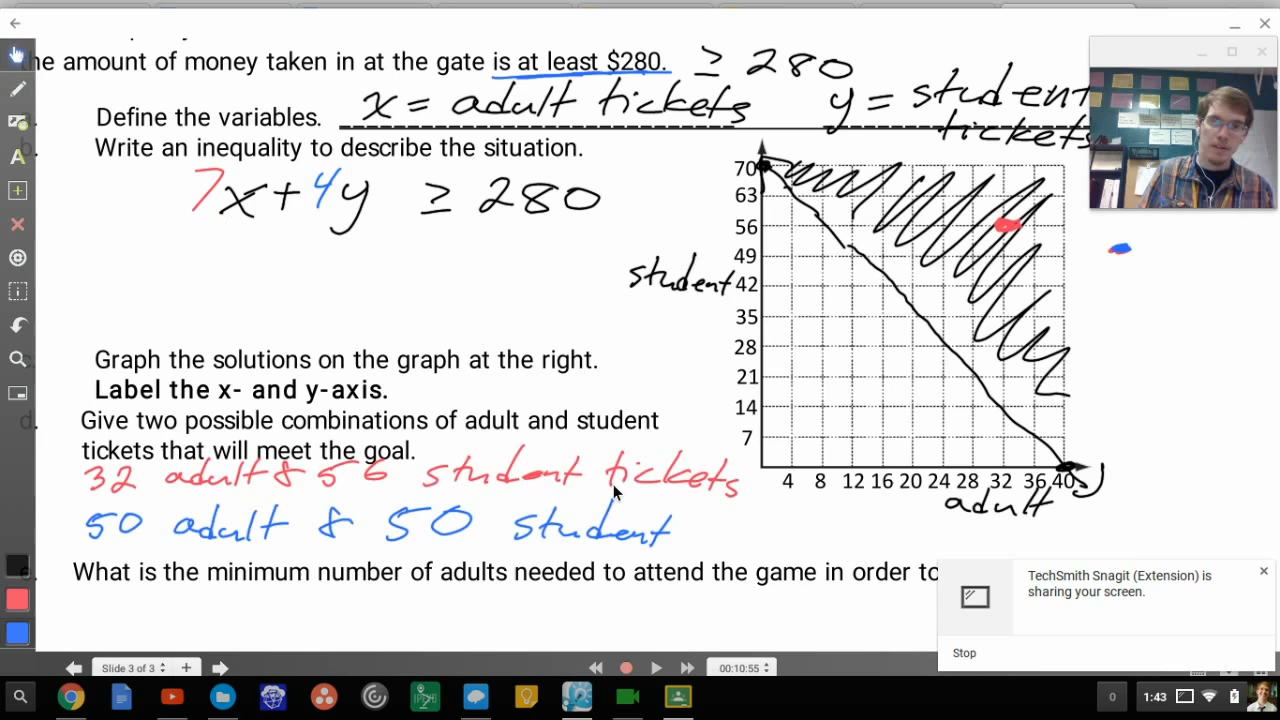 the amount of money taken in at the gate is at least $280. ≥ 280
Define the variables. x = adult tickets y = student tickets
Write an inequality to describe the situation.
7x + 4y ≥ 280
70
63
56
49
student 42
35
28
21
14
7
4 8 12 16 20 24 28 32 36 40
adult
Graph the solutions on the graph at the right.
Label the x- and y-axis.
d. Give two possible combinations of adult and student
tickets that will meet the goal.
32 adult & 56 student tickets
50 adult & 50 student
What is the minimum number of adults needed to attend the game in order to
TechSmith Snagit (Extension) is
sharing your screen.
Stop
Slide 3 of 3
00:10:55
0
1:43